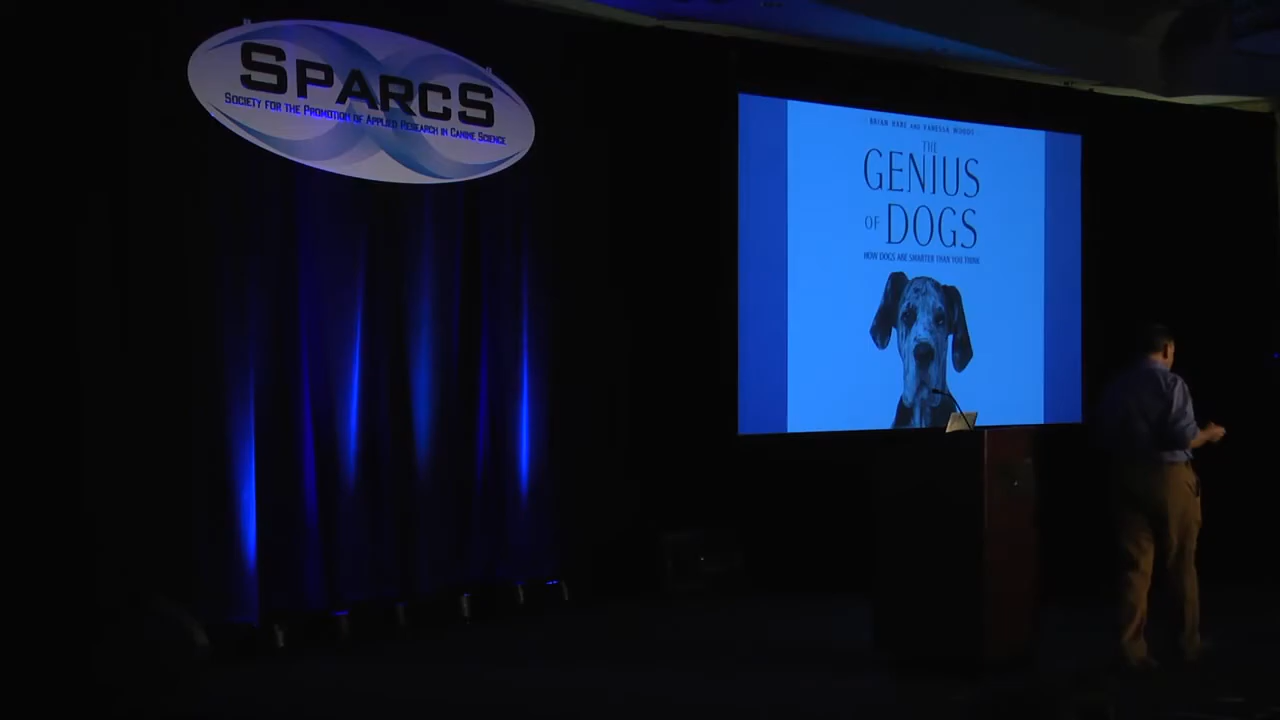 SPARCS
SOCIETY FOR THE PROMOTION OF APPLIED RESEARCH IN CANINE SCIENCE
BRIAN HARE AND VANESSA WOODS
THE
GENIUS
OF DOGS
HOW DOGS ARE SMARTER THAN YOU THINK